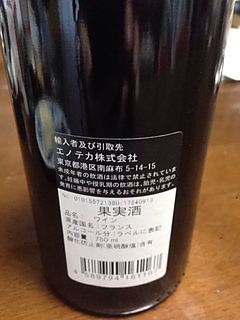 輸入者及び引取先
エノテカ株式会社
東京都港区南麻布 5-14-15
未成年者の飲酒は法律で禁止されていま
す。妊娠中や授乳期の飲酒は、胎児・乳児の
発育に悪影響を与えるおそれがあります。
果実酒
品名: ワイン
原産国名:フランス
アルコール分:ラベルに表記
内容量: 750 ml
酸化防止剤(亜硫酸塩)含有